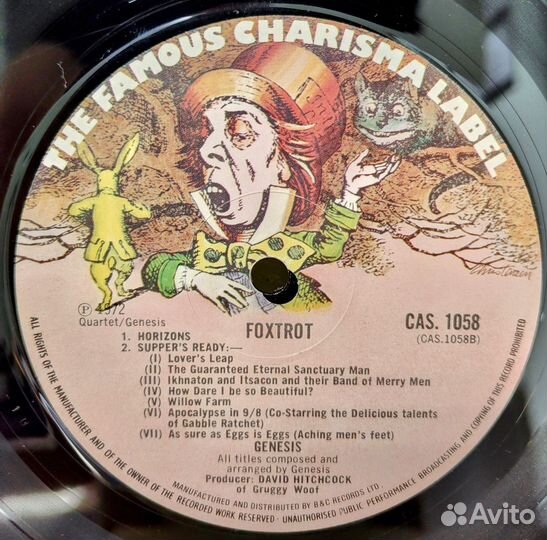 THE FAMOUS CHARISMA LABEL
℗ 1972
Quartet/Genesis
FOXTROT
CAS. 1058
(CAS.1058B)
1. HORIZONS
2. SUPPER'S READY:—
(I) Lover's Leap
(II) The Guaranteed Eternal Sanctuary Man
(III) Ikhnaton and Itsacon and their Band of Merry Men
(IV) How Dare I be so Beautiful?
(V) Willow Farm
(VI) Apocalypse in 9/8 (Co-Starring the Delicious talents
of Gabble Ratchet)
(VII) As sure as Eggs is Eggs (Aching men's feet)
GENESIS
All titles composed and
arranged by Genesis
Producer: DAVID HITCHCOCK
of Gruggy Woof
MANUFACTURED AND DISTRIBUTED BY B&C RECORDS LTD.
ALL RIGHTS OF THE MANUFACTURER AND OF THE OWNER OF THE RECORDED WORK RESERVED · UNAUTHORISED PUBLIC PERFORMANCE BROADCASTING AND COPYING OF THIS RECORD PROHIBITED
Avito